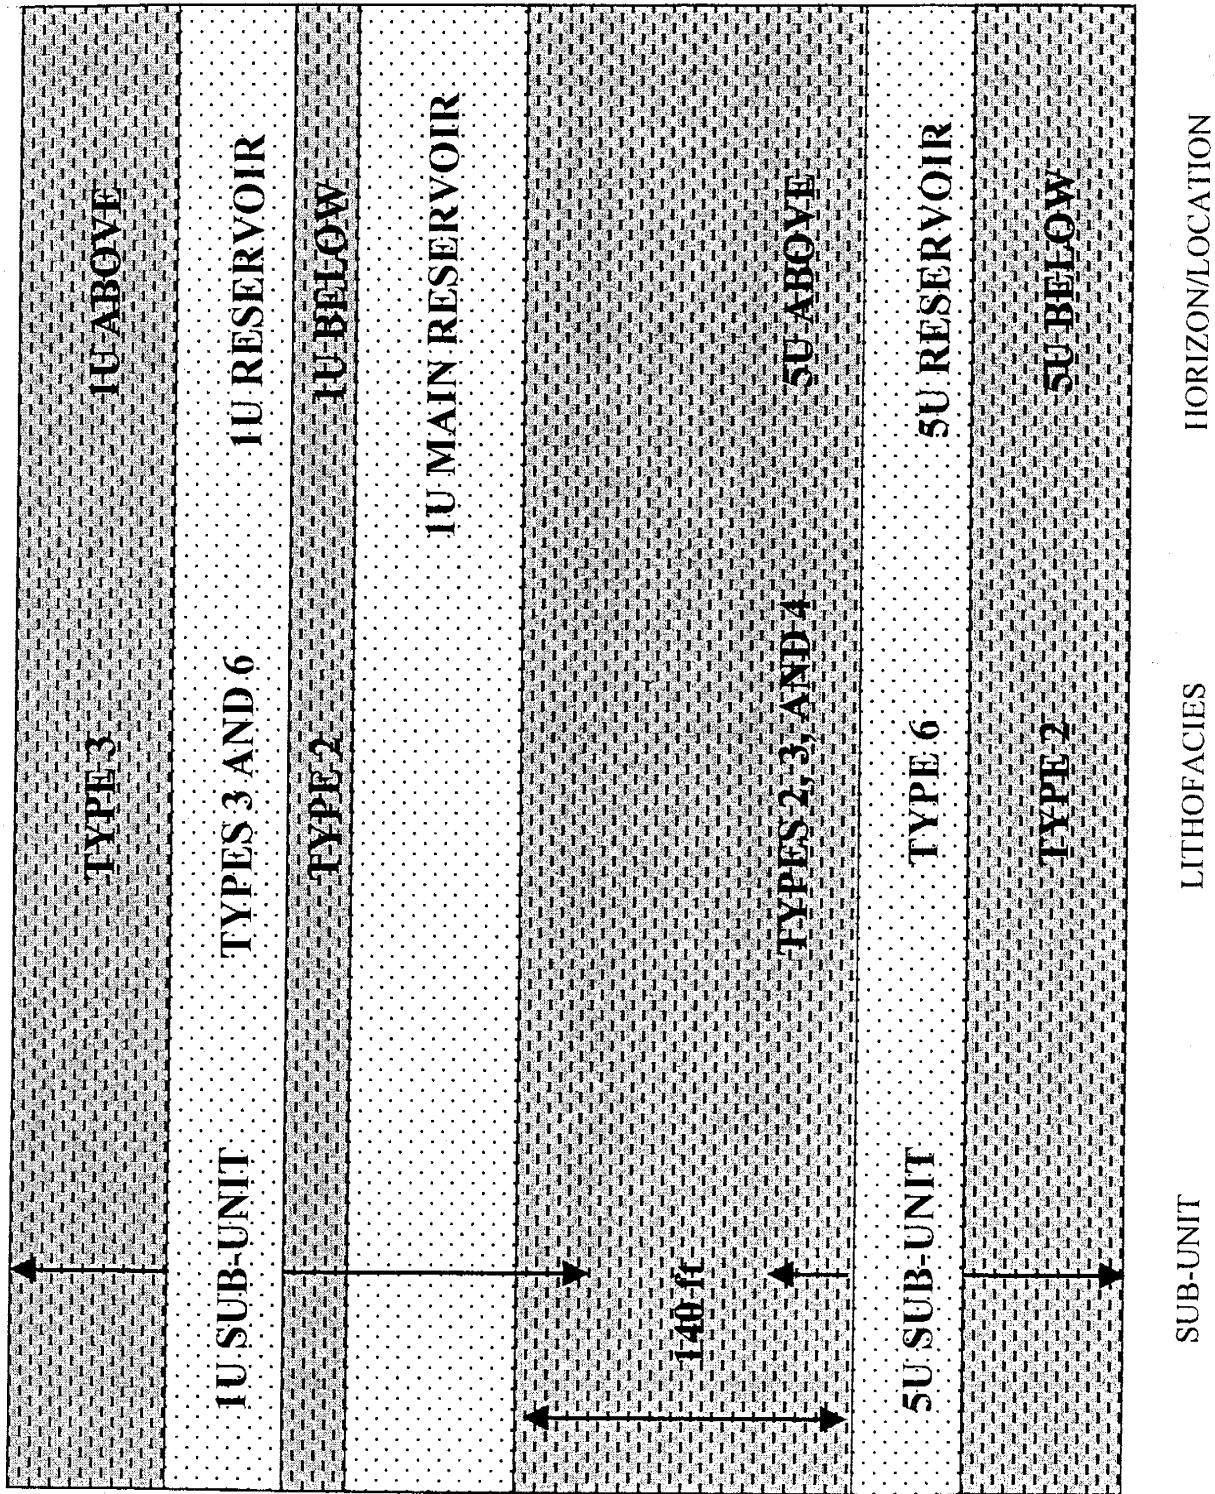 TYPE 3
1U ABOVE
1U SUB-UNIT
TYPES 3 AND 6
1U RESERVOIR
TYPE 2
1U BELOW
1U MAIN RESERVOIR
140 ft
TYPES 2, 3, AND 4
5U ABOVE
5U SUB-UNIT
TYPE 6
5U RESERVOIR
TYPE 2
5U BELOW
SUB-UNIT
LITHOFACIES
HORIZON/LOCATION